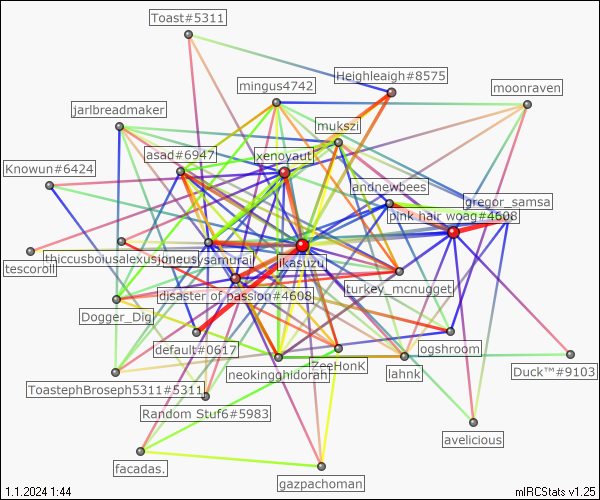 Toast#5311
Heighleaigh#8575
mingus4742
moonraven
jarlbreadmaker
mukszi
asad#6947
xenoyaut
Knowun#6424
landnewbees
gregor_samsa
pink hair woag#4608
tescoroll
ikasuzu
turkey_mcnugget
disaster of passion#4608
Dogger_Dig
default#0617
ogshroom
ZeeHonK
neokingghidorah
lahnk
Duck™#9103
ToastephBroseph5311#5311
Random Stuf6#5983
avelicious
facadas.
gazpachoman
1.1.2024 1:44
mIRCStats v1.25